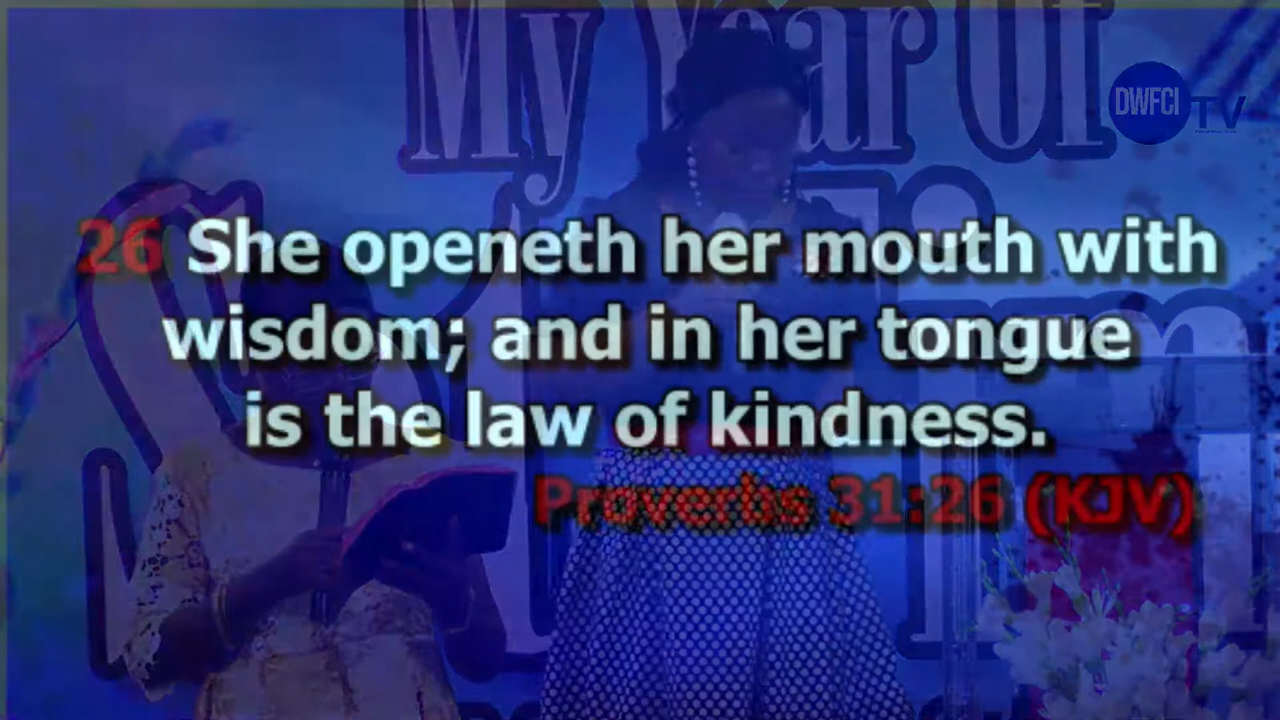 My Year Of
DWFCI TV
26 She openeth her mouth with
wisdom; and in her tongue
is the law of kindness.
Proverbs 31:26 (KJV)